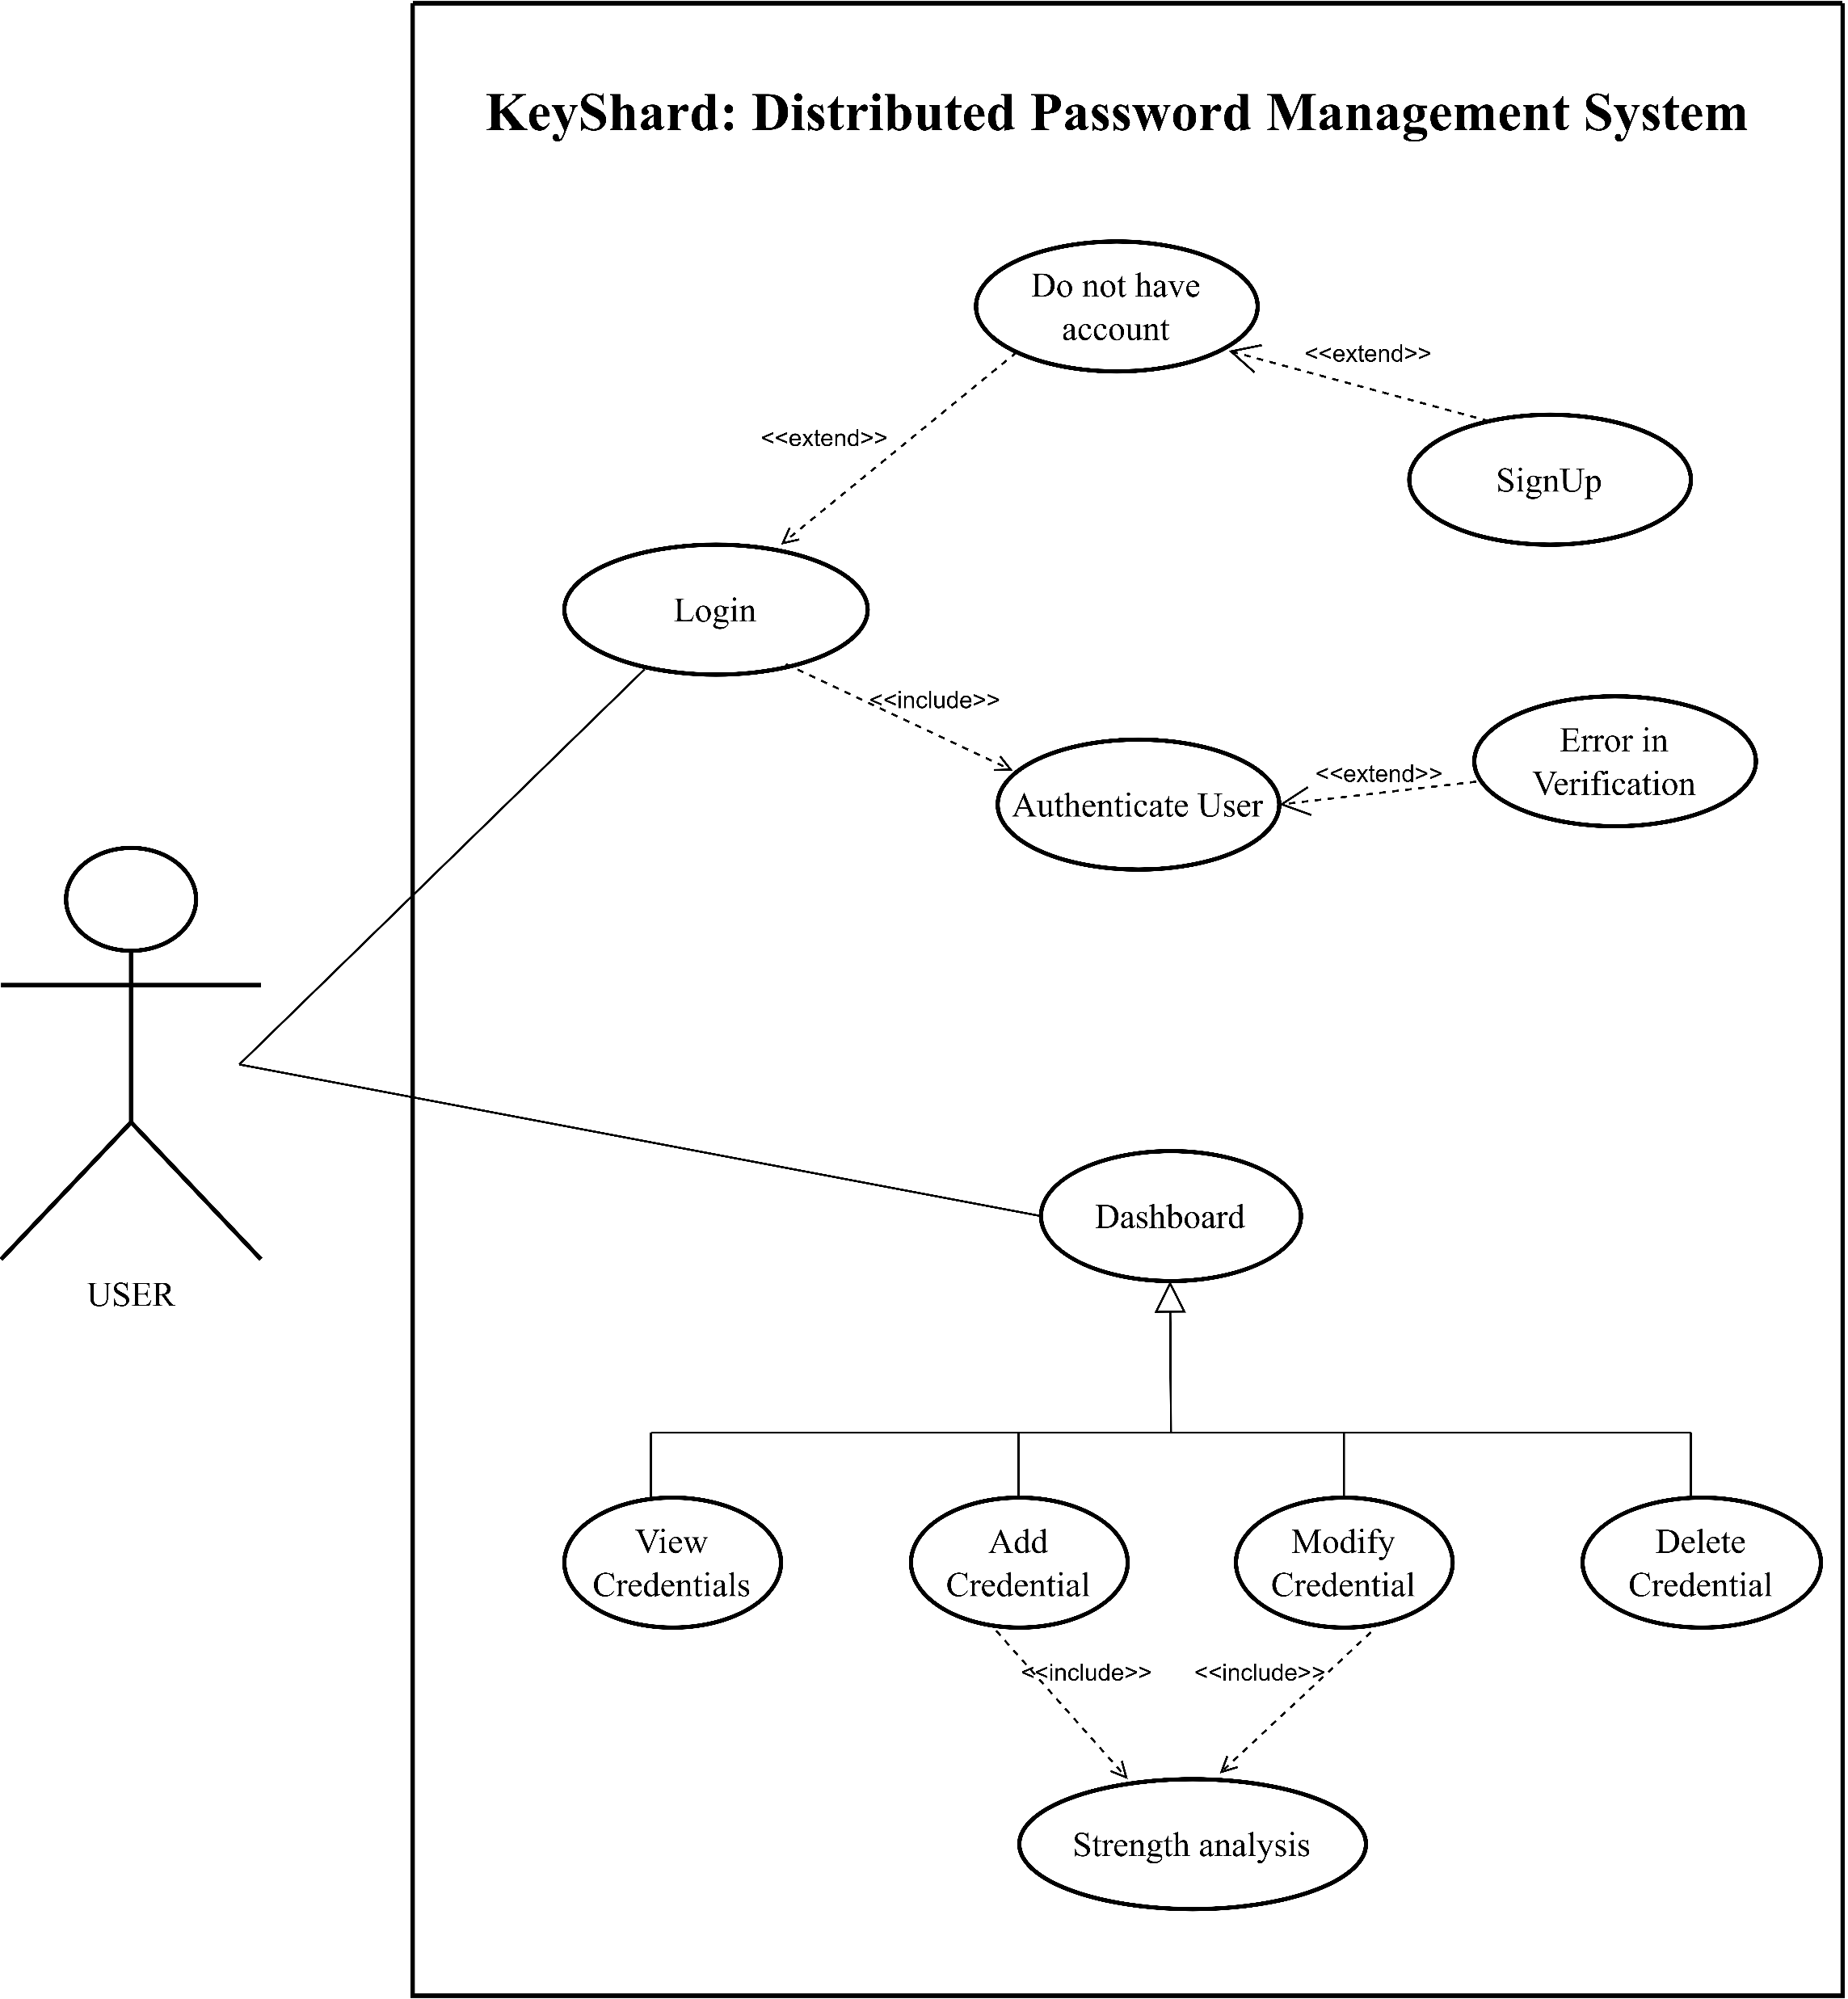 KeyShard: Distributed Password Management System
Do not have
account
<<extend>>
<<extend>>
SignUp
Login
<<include>>
Error in
Verification
<<extend>>
Authenticate User
Dashboard
USER
View
Credentials
Add
Credential
Modify
Credential
Delete
Credential
<<include>>
<<include>>
Strength analysis